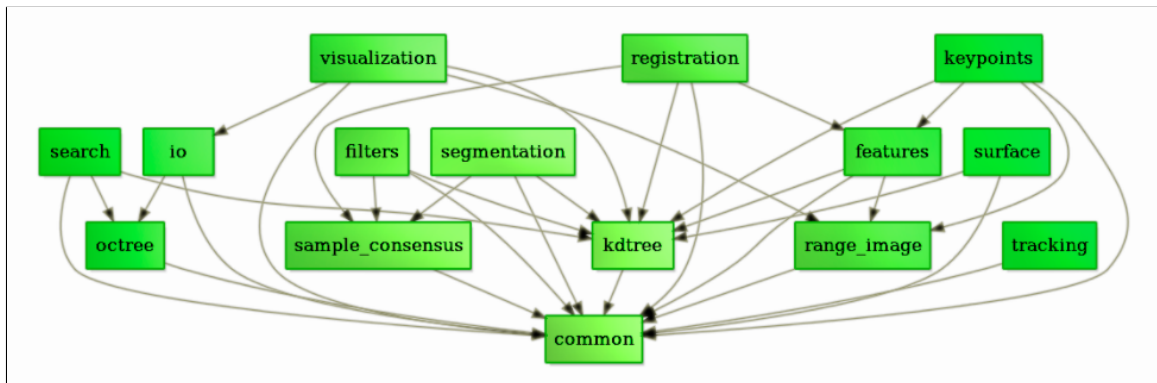 visualization
registration
keypoints
search
io
filters
segmentation
features
surface
octree
sample_consensus
kdtree
range_image
tracking
common